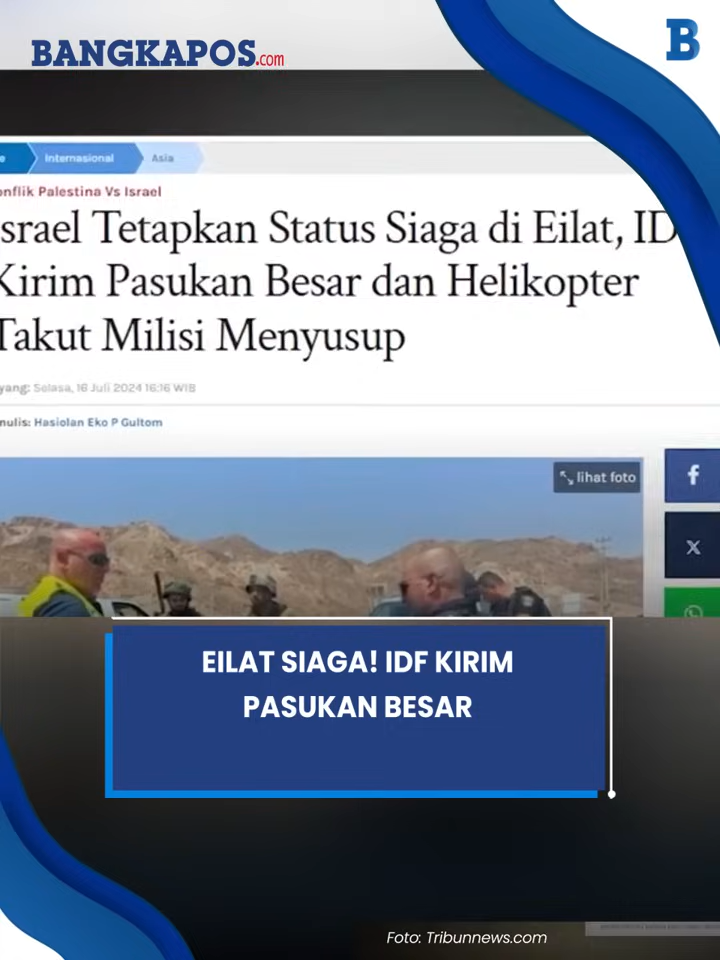 BANGKAPOS.com
B
e Internasional Asia
onflik Palestina Vs Israel
srael Tetapkan Status Siaga di Eilat, ID
Kirim Pasukan Besar dan Helikopter
Takut Milisi Menyusup
yang: Selasa, 16 Juli 2024 16:16 WIB
nulis: Hasiolan Eko P Gultom
lihat foto
EILAT SIAGA! IDF KIRIM
PASUKAN BESAR
Foto: Tribunnews.com